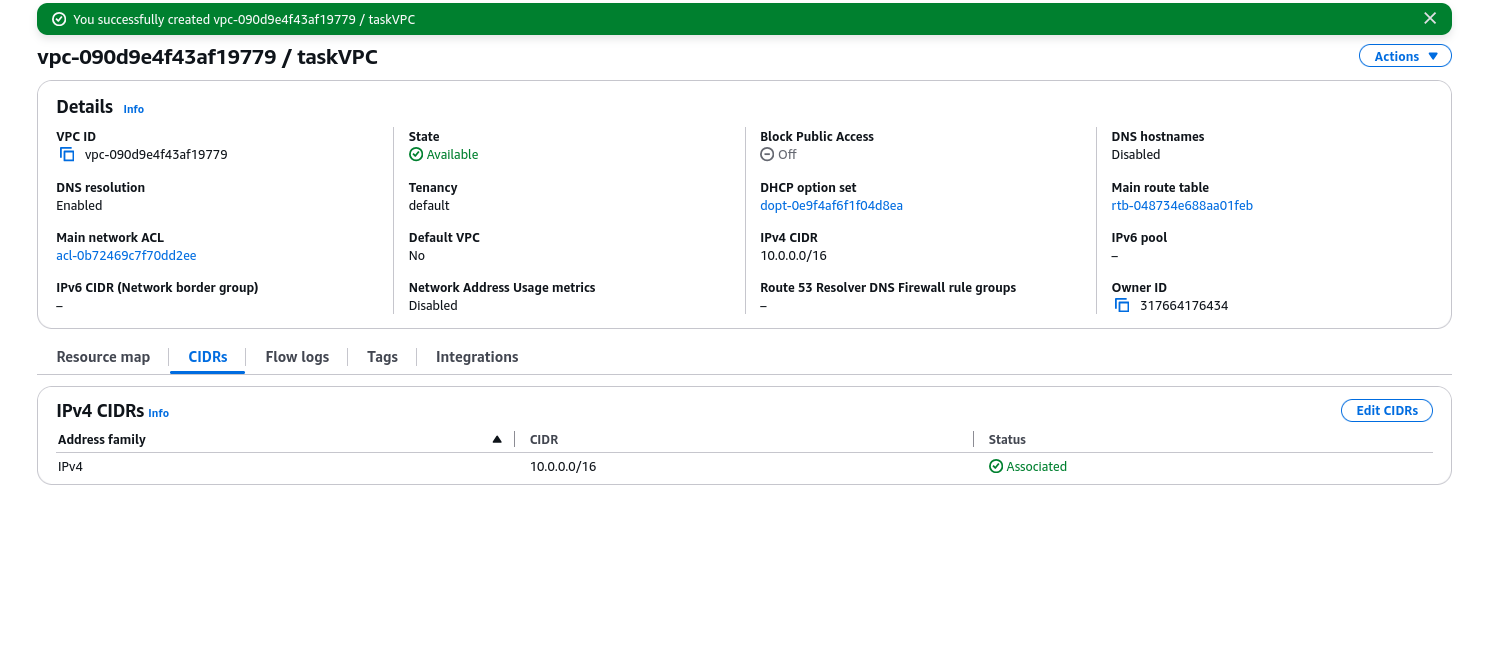 You successfully created vpc-090d9e4f43af19779 / taskVPC
vpc-090d9e4f43af19779 / taskVPC
Actions
Details Info
VPC ID
vpc-090d9e4f43af19779
State
Available
Block Public Access
Off
DNS hostnames
Disabled
DNS resolution
Enabled
Tenancy
default
DHCP option set
dopt-0e9f4af6f1f04d8ea
Main route table
rtb-048734e688aa01feb
Main network ACL
acl-0b72469c7f70dd2ee
Default VPC
No
IPv4 CIDR
10.0.0.0/16
IPv6 pool
–
IPv6 CIDR (Network border group)
–
Network Address Usage metrics
Disabled
Route 53 Resolver DNS Firewall rule groups
–
Owner ID
317664176434
Resource map CIDRs Flow logs Tags Integrations
IPv4 CIDRs Info
Edit CIDRs
Address family CIDR Status
IPv4 10.0.0.0/16 Associated